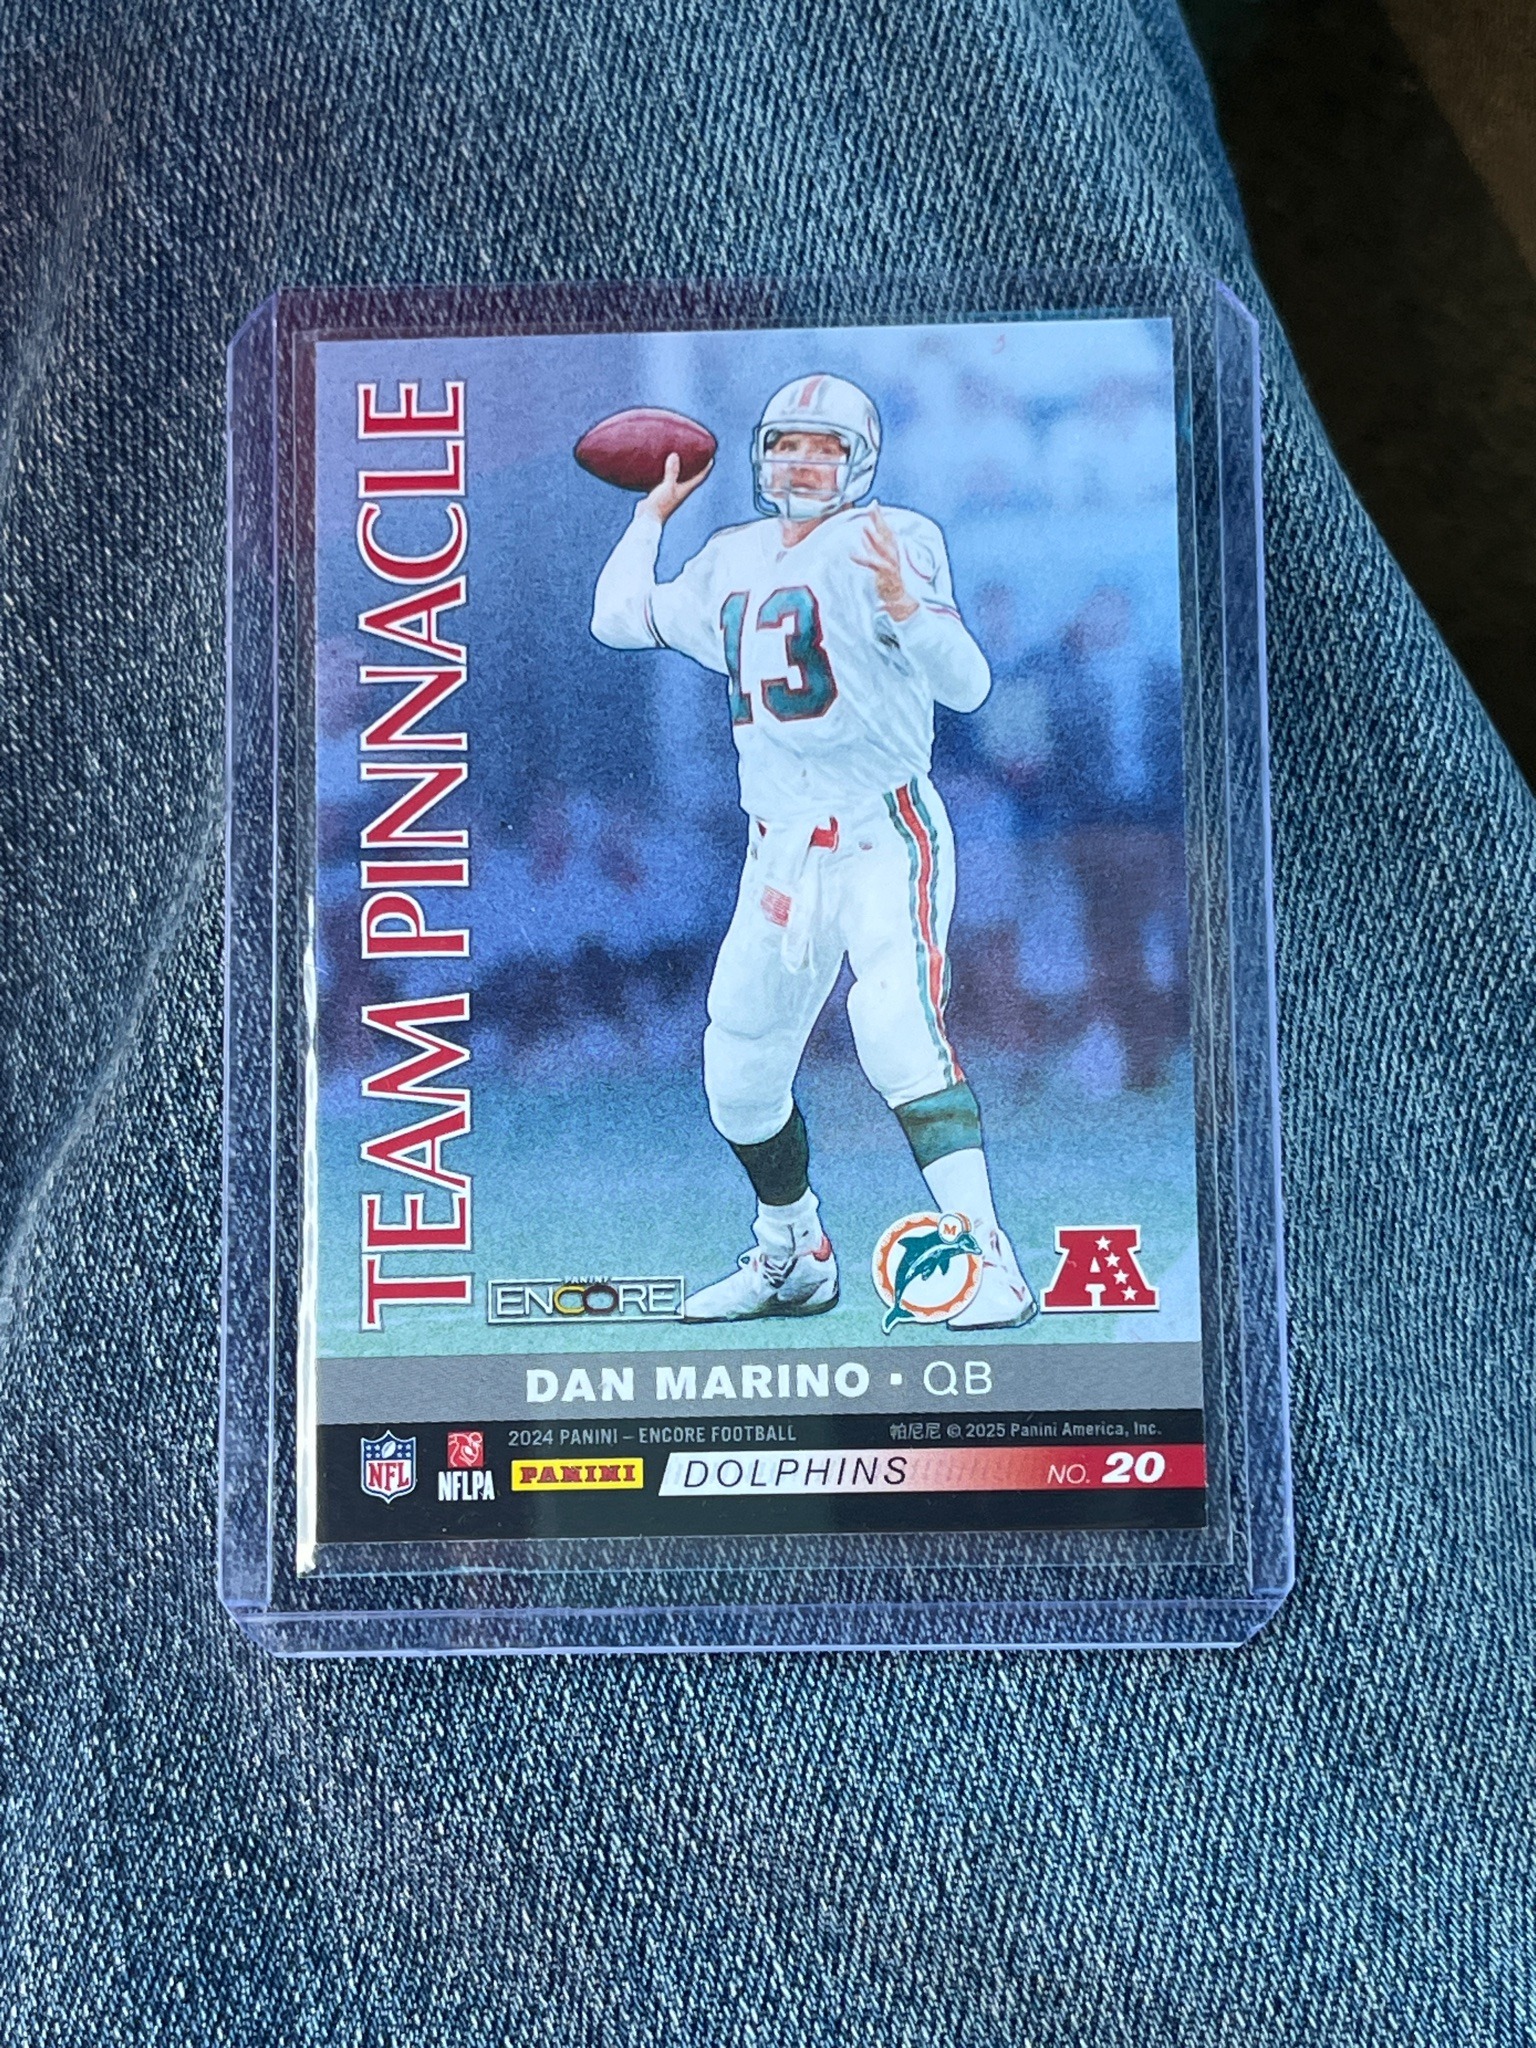 TEAM PINNACLE
13
M
A
PANINI
ENCORE
DAN MARINO · QB
2024 PANINI – ENCORE FOOTBALL
帕尼尼 © 2025 Panini America, Inc.
NFL
NFLPA
PANINI
DOLPHINS
NO. 20